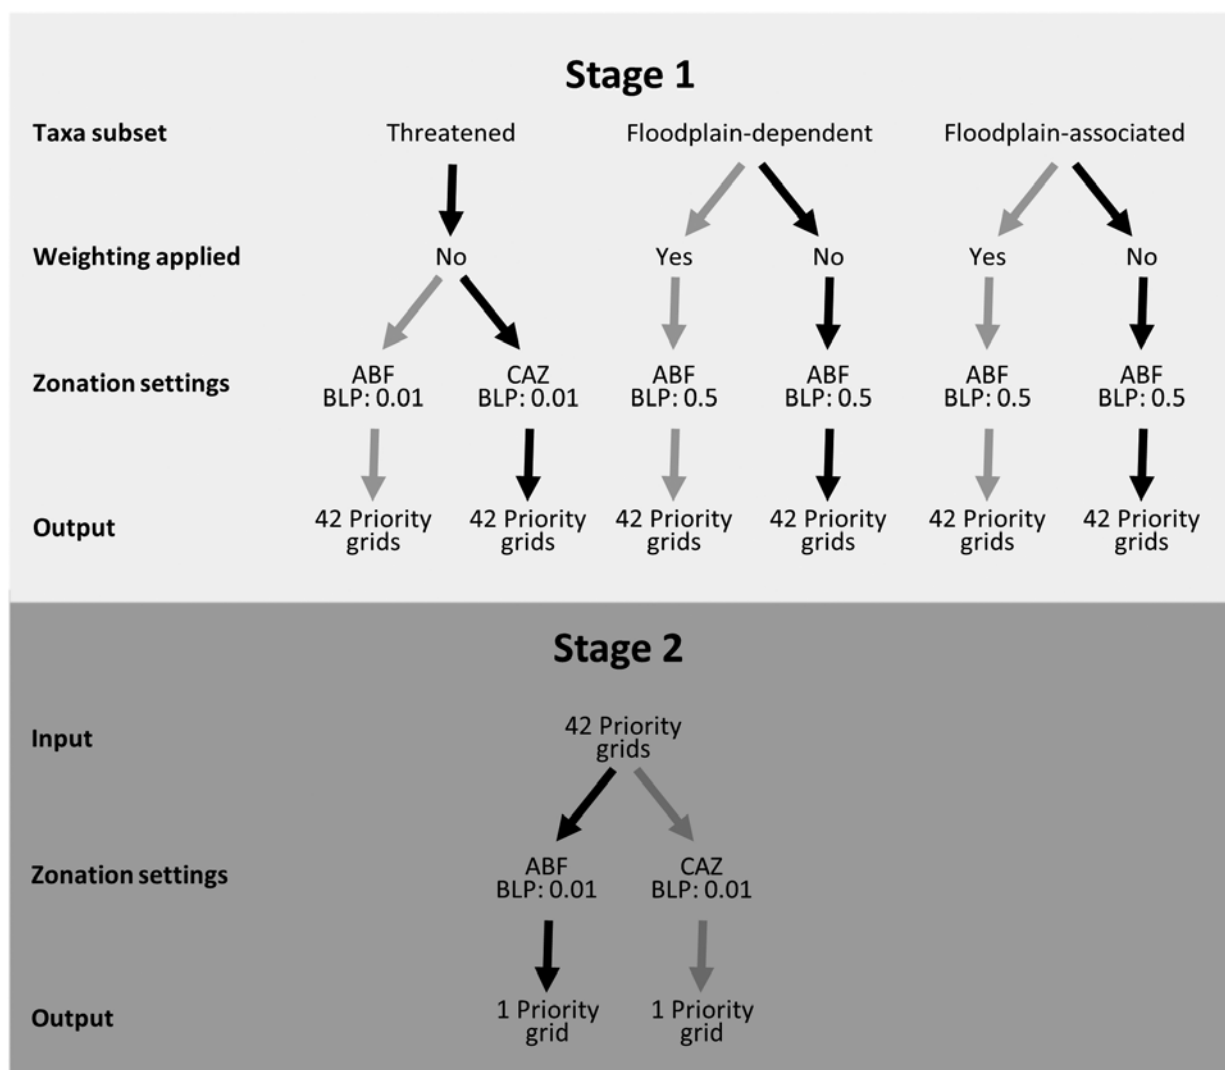 Stage 1
Taxa subset Threatened Floodplain-dependent Floodplain-associated
Weighting applied No Yes No Yes No
Zonation settings ABF CAZ ABF ABF ABF ABF
BLP: 0.01 BLP: 0.01 BLP: 0.5 BLP: 0.5 BLP: 0.5 BLP: 0.5
Output 42 Priority 42 Priority 42 Priority 42 Priority 42 Priority 42 Priority
grids grids grids grids grids grids
Stage 2
Input 42 Priority
grids
Zonation settings ABF CAZ
BLP: 0.01 BLP: 0.01
Output 1 Priority 1 Priority
grid grid